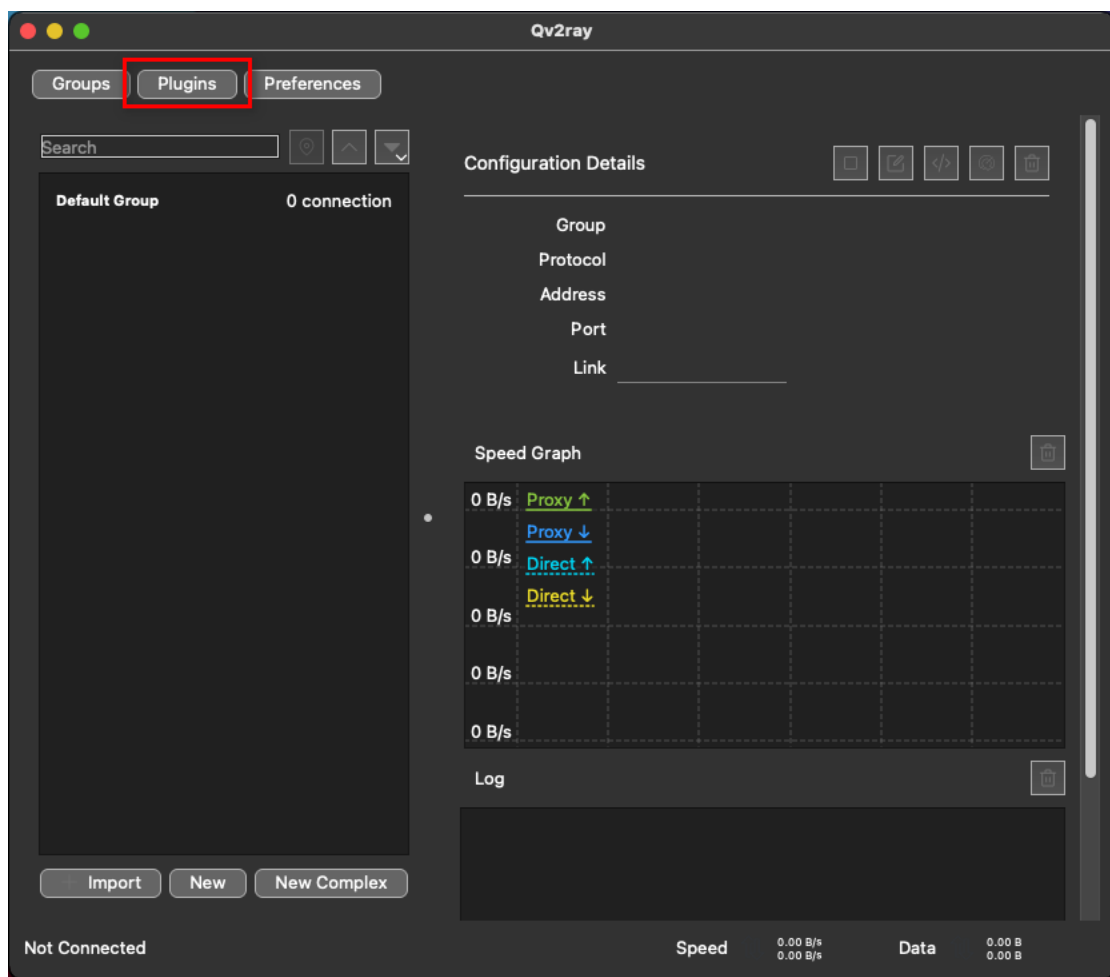 Qv2ray
Groups Plugins Preferences
Search
Default Group 0 connection
Import New New Complex
Configuration Details
Group
Protocol
Address
Port
Link
Speed Graph
0 B/s Proxy ↑
Proxy ↓
0 B/s Direct ↑
Direct ↓
0 B/s
0 B/s
0 B/s
Log
Not Connected Speed 0.00 B/s Data 0.00 B
0.00 B/s 0.00 B